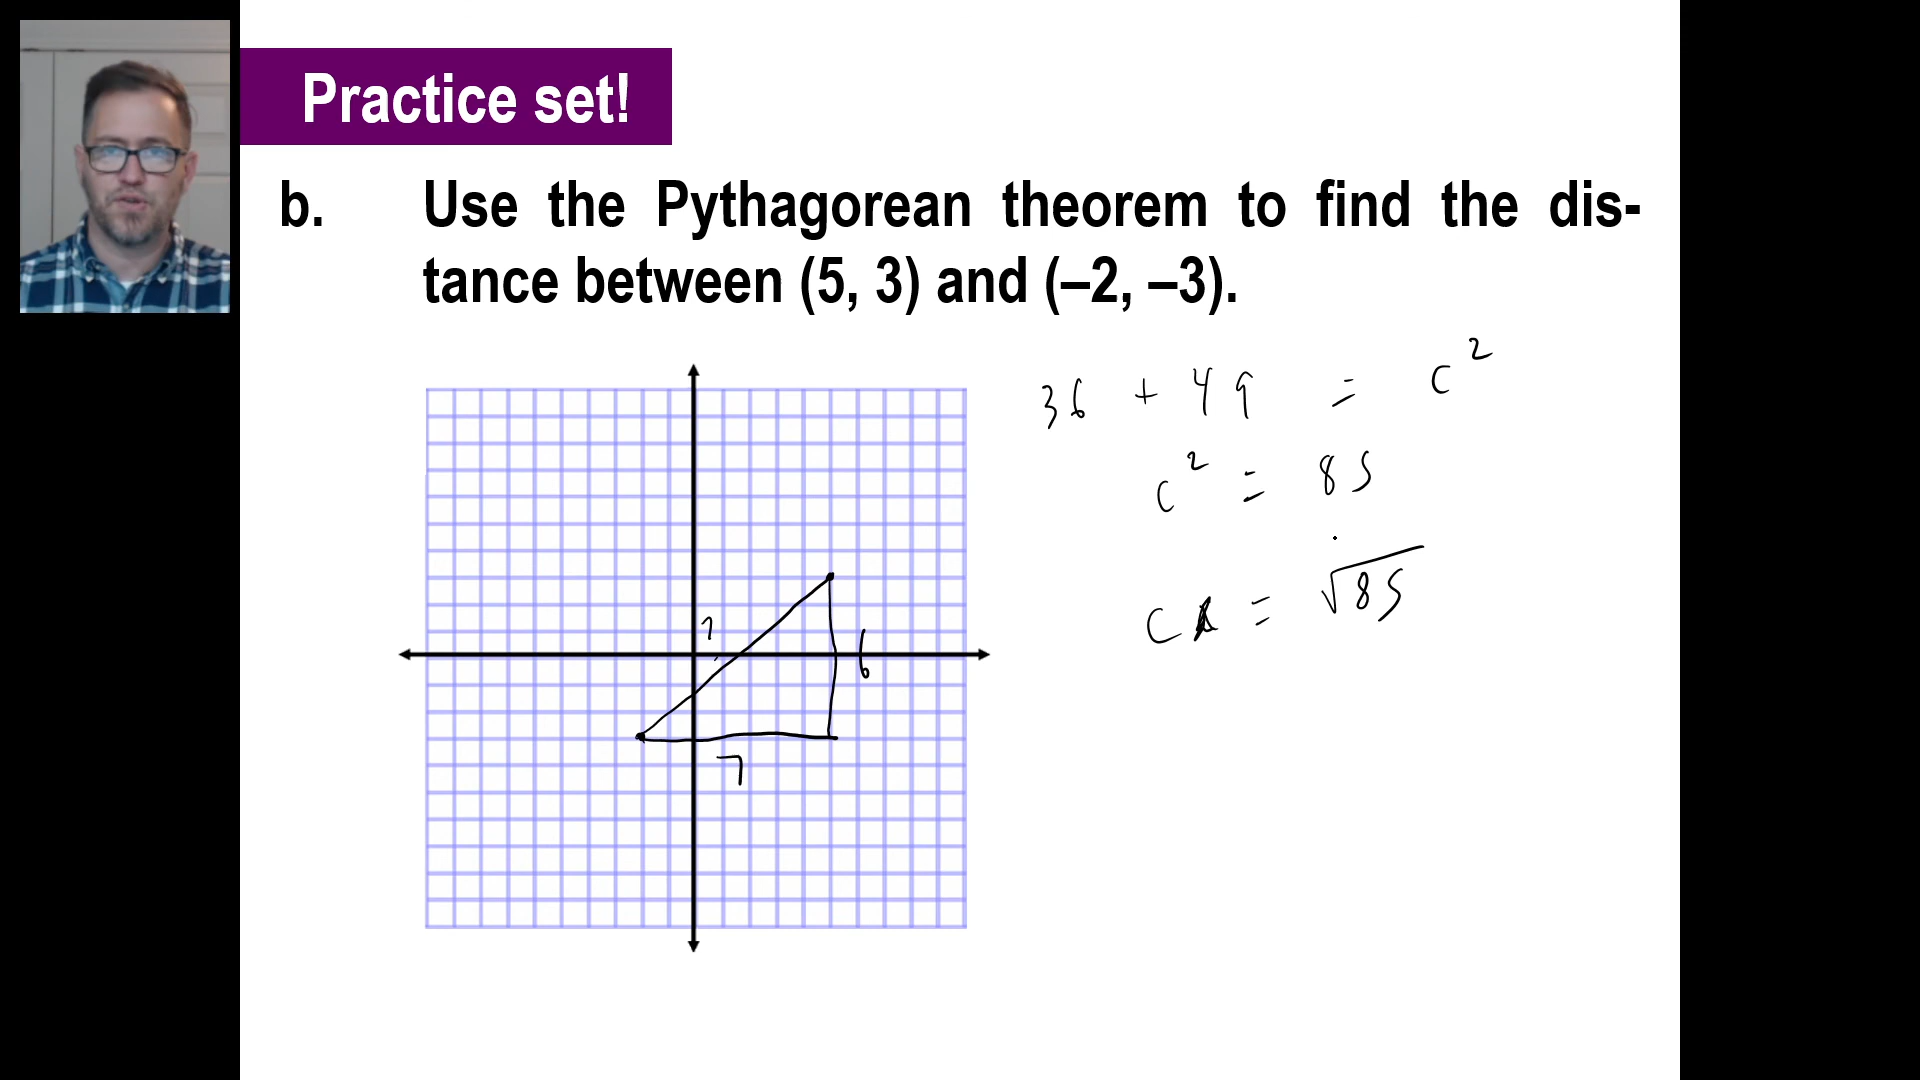 Practice set!
b. Use the Pythagorean theorem to find the dis-
tance between (5, 3) and (–2, –3).
36 + 49 = c²
c² = 85
c = √85
?
6
7